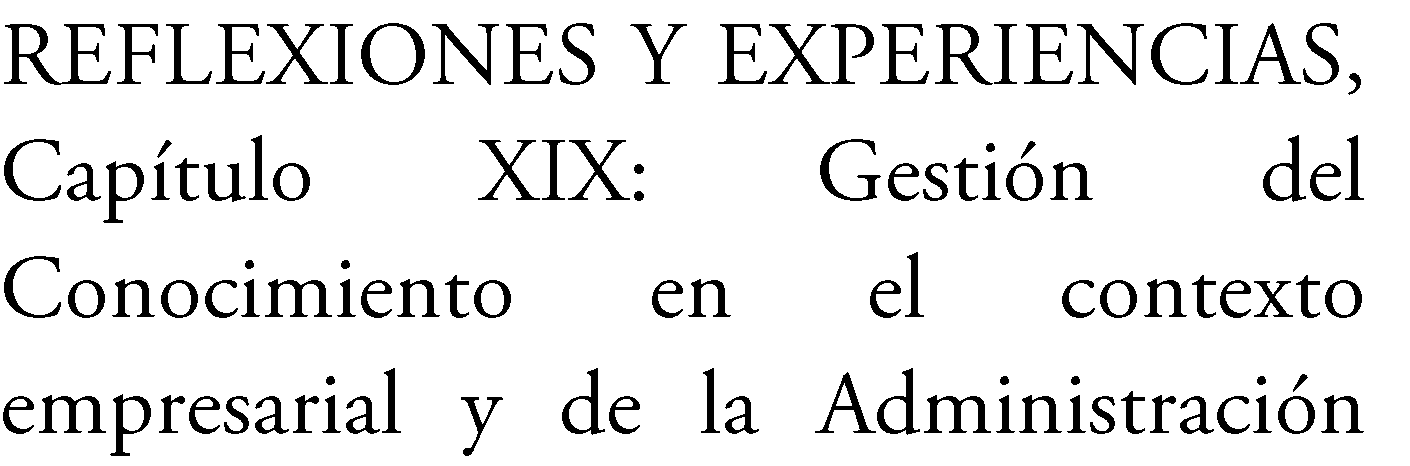 REFLEXIONES Y EXPERIENCIAS,
Capítulo XIX: Gestión del
Conocimiento en el contexto
empresarial y de la Administración